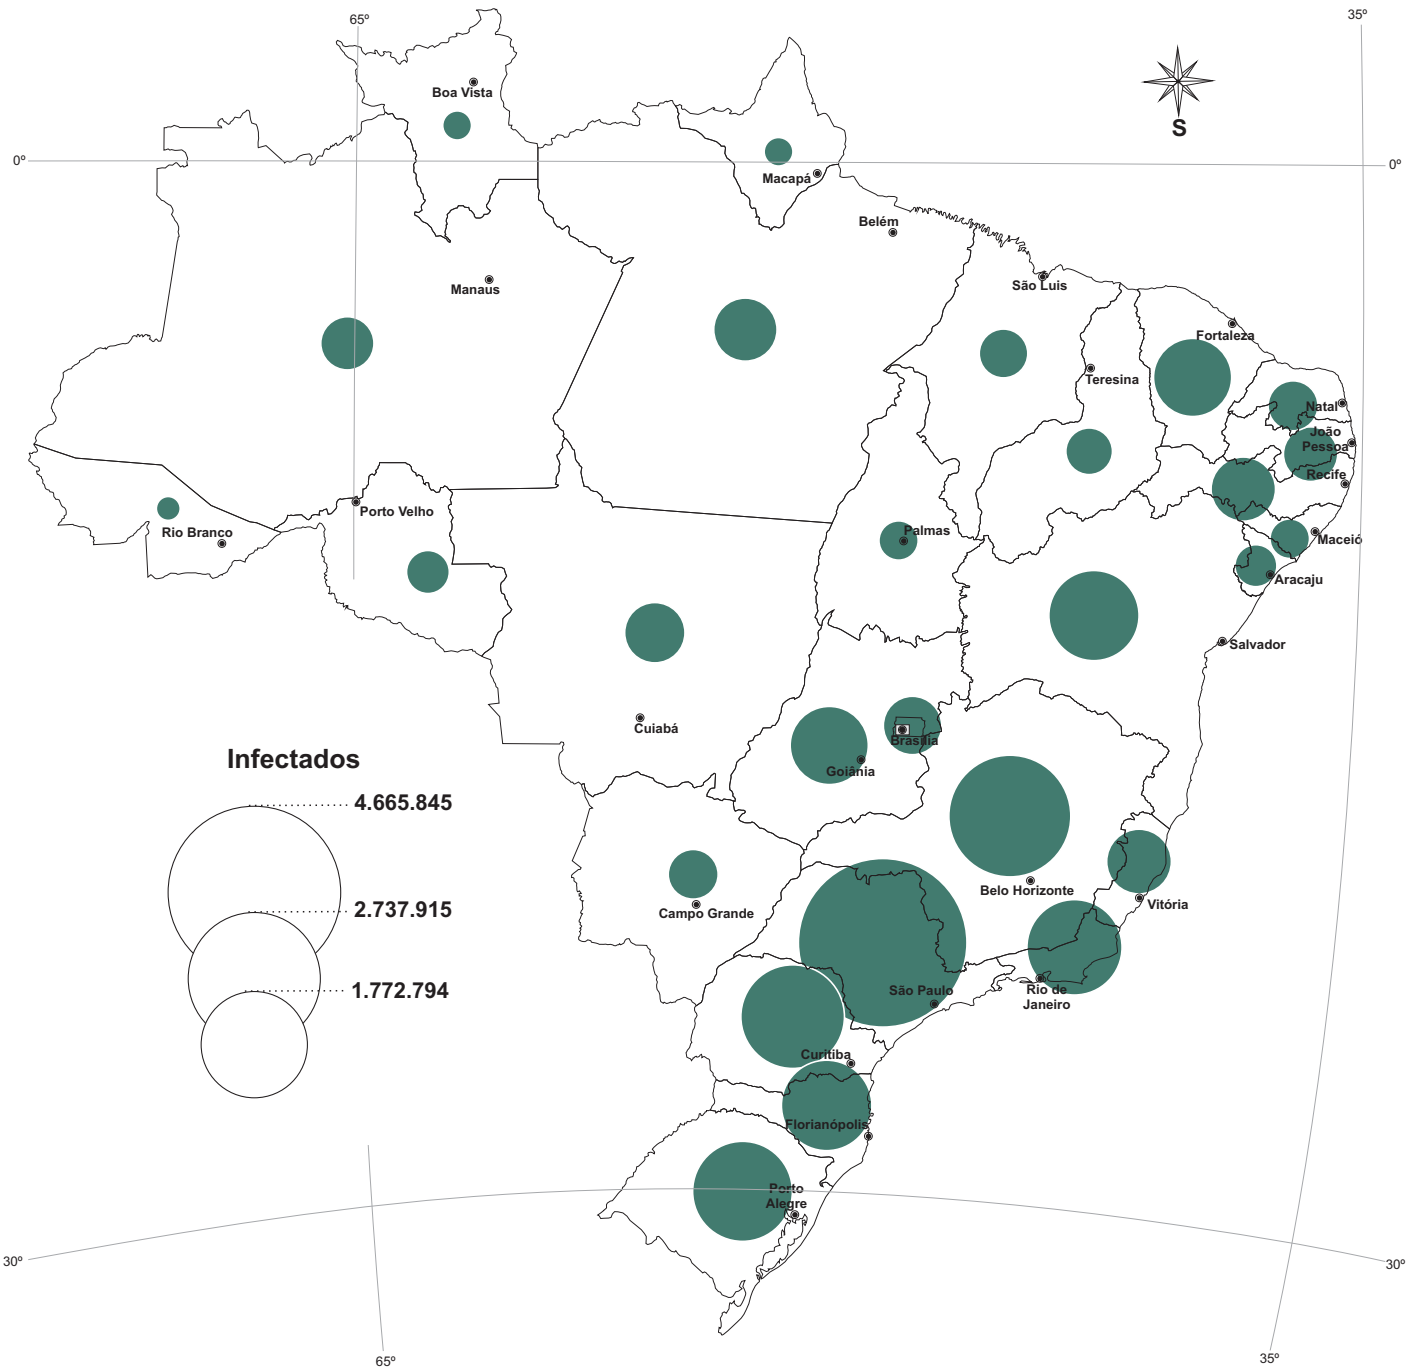 65º
35º
Boa Vista
S
0º
0º
Macapá
Belém
São Luis
Manaus
Fortaleza
Teresina
Natal
João
Pessoa
Recife
Porto Velho
Rio Branco
Palmas
Maceió
Aracaju
Salvador
Cuiabá
Brasília
Goiânia
Infectados
4.665.845
2.737.915
1.772.794
Belo Horizonte
Vitória
Campo Grande
São Paulo
Rio de
Janeiro
Curitiba
Florianópolis
Porto
Alegre
30º
30º
65º
35º